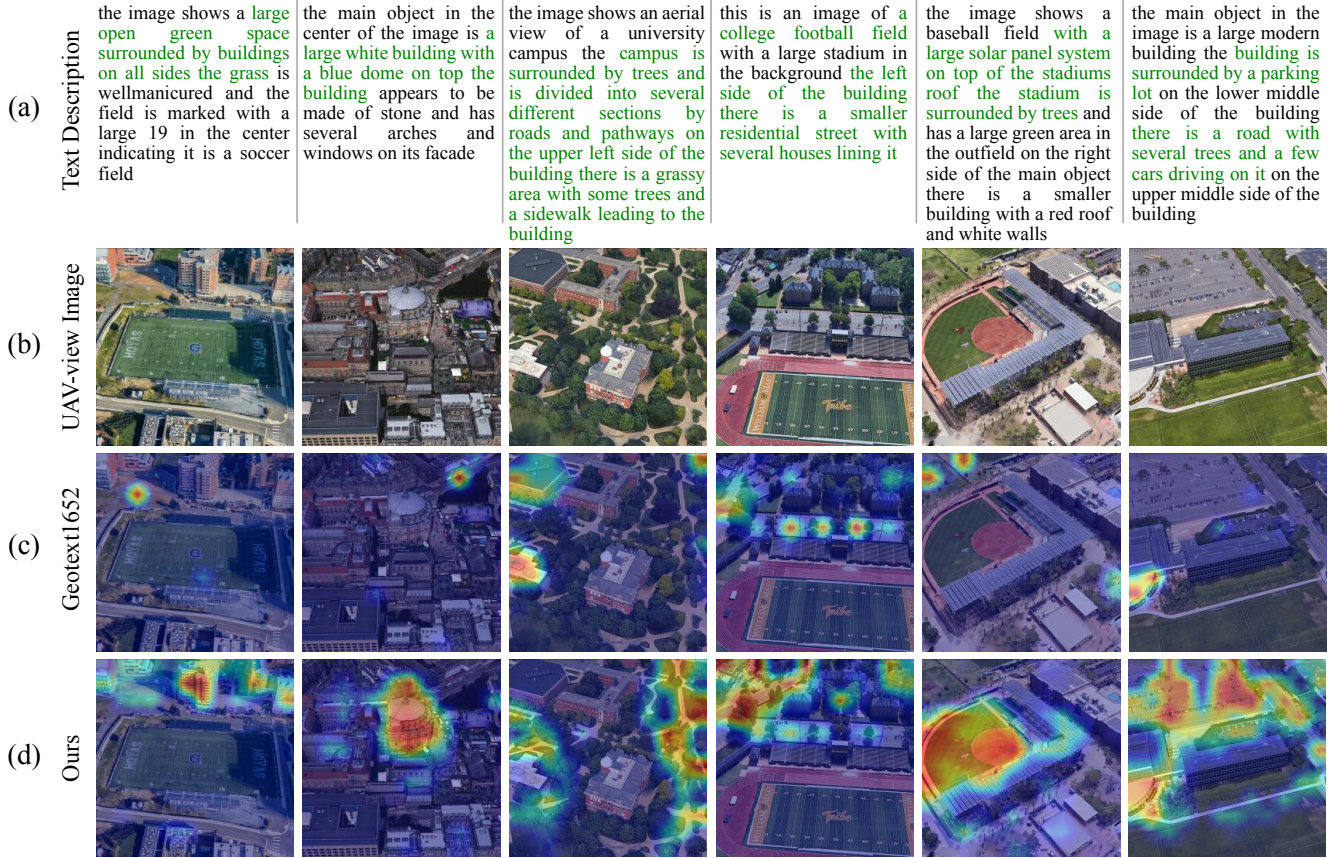 (a)
Text Description
the image shows a large
open green space
surrounded by buildings
on all sides the grass is
wellmanicured and the
field is marked with a
large 19 in the center
indicating it is a soccer
field
the main object in the
center of the image is a
large white building with
a blue dome on top the
building appears to be
made of stone and has
several arches and
windows on its facade
the image shows an aerial
view of a university
campus the campus is
surrounded by trees and
is divided into several
different sections by
roads and pathways on
the upper left side of the
building there is a grassy
area with some trees and
a sidewalk leading to the
building
this is an image of a
college football field
with a large stadium in
the background the left
side of the building
there is a smaller
residential street with
several houses lining it
the image shows a
baseball field with
a large solar panel system
on top of the stadiums
roof the stadium is
surrounded by trees and
has a large green area in
the outfield on the right
side of the main object
there is a smaller
building with a red roof
and white walls
the main object in the
image is a large modern
building the building is
surrounded by a parking
lot on the lower middle
side of the building
there is a road with
several trees and a few
cars driving on it on the
upper middle side of the
building
(b)
UAV-view Image
HOYAS
G
HOYAS
Tribe
(c)
Geotext1652
HOYAS
G
HOYAS
Tribe
(d)
Ours
HOYAS
G
HOYAS
Tribe